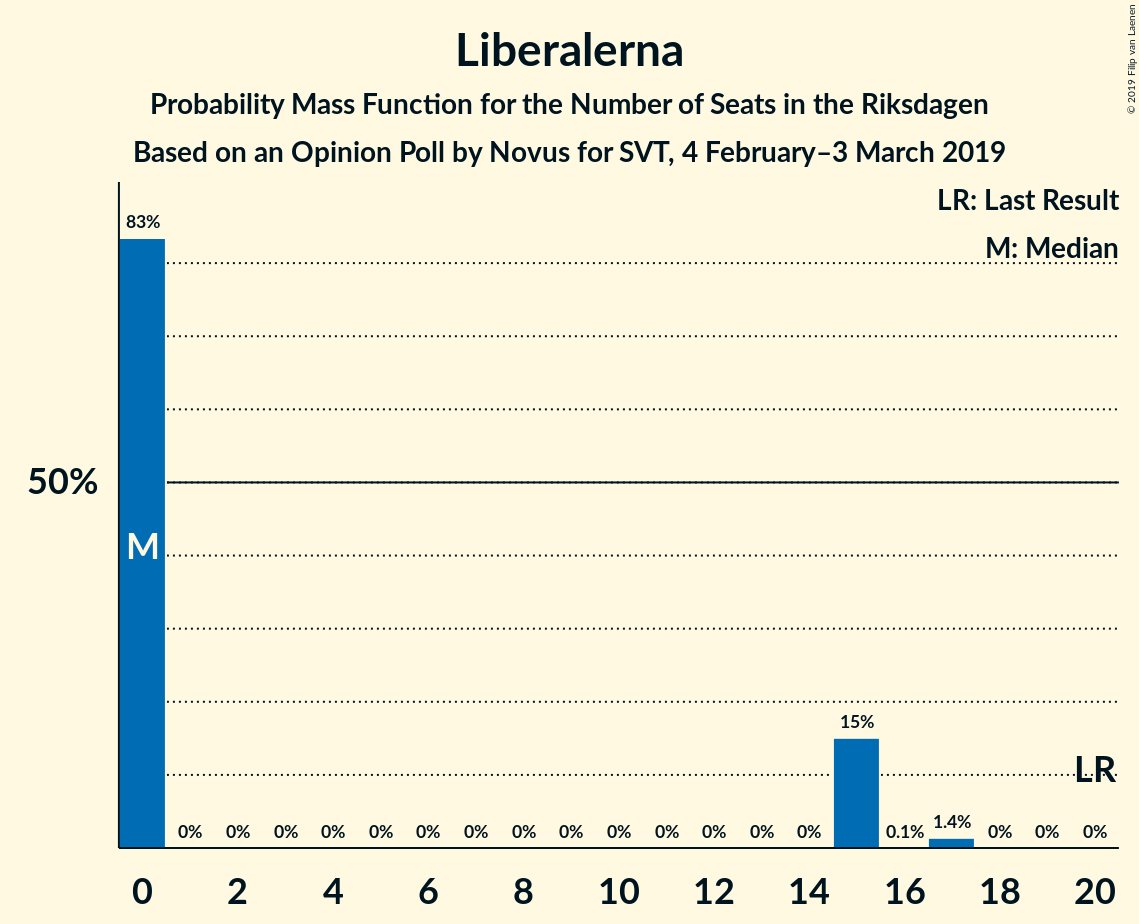 Liberalerna
Probability Mass Function for the Number of Seats in the Riksdagen
Based on an Opinion Poll by Novus for SVT, 4 February–3 March 2019
© 2019 Filip van Laenen
LR: Last Result
M: Median
83%
50%
M
15%
LR
0% 0% 0% 0% 0% 0% 0% 0% 0% 0% 0% 0% 0% 0% 0.1% 1.4% 0% 0% 0%
0 2 4 6 8 10 12 14 16 18 20